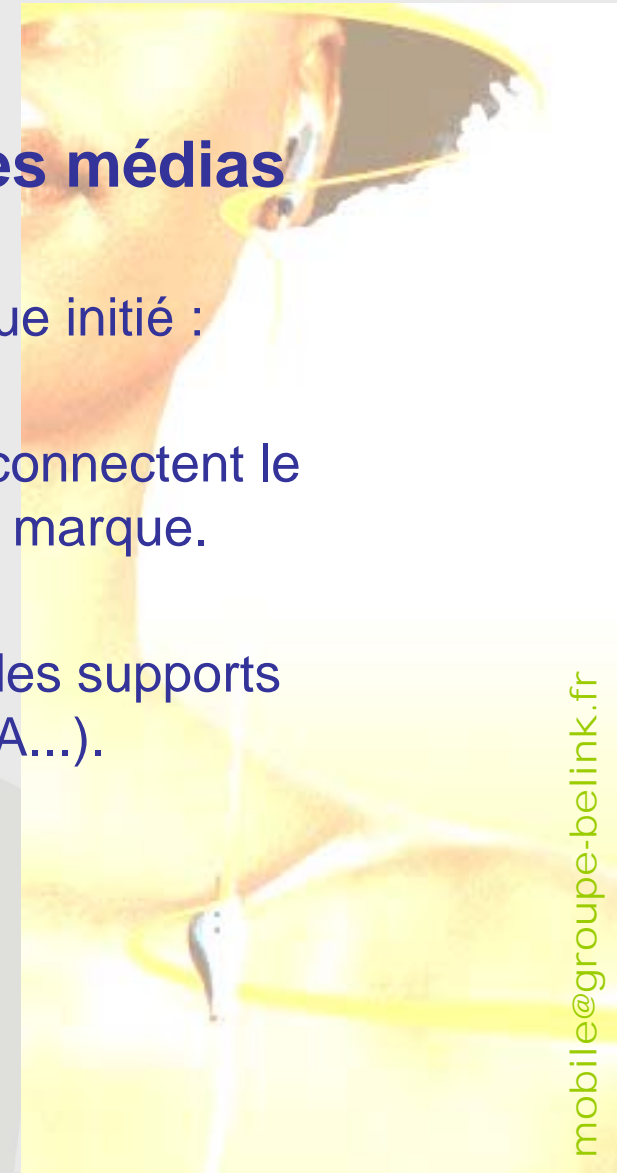 es médias
ue initié :
connectent le
marque.
les supports
A...).
mobile@groupe-belink.fr